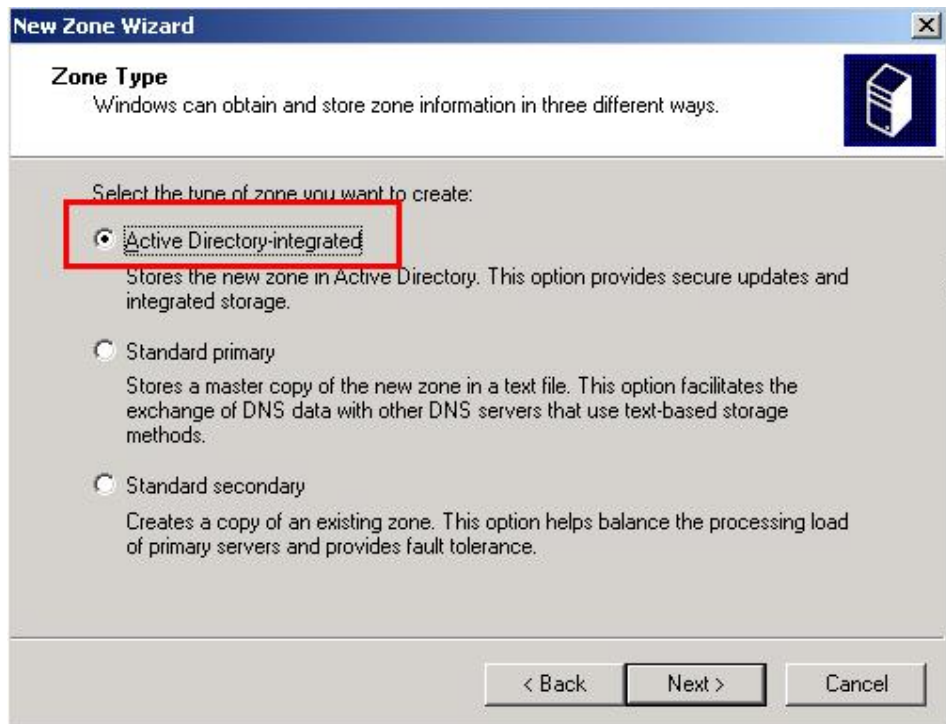 New Zone Wizard
Zone Type
Windows can obtain and store zone information in three different ways.
Select the type of zone you want to create:
Active Directory-integrated
Stores the new zone in Active Directory. This option provides secure updates and
integrated storage.
Standard primary
Stores a master copy of the new zone in a text file. This option facilitates the
exchange of DNS data with other DNS servers that use text-based storage
methods.
Standard secondary
Creates a copy of an existing zone. This option helps balance the processing load
of primary servers and provides fault tolerance.
< Back Next > Cancel